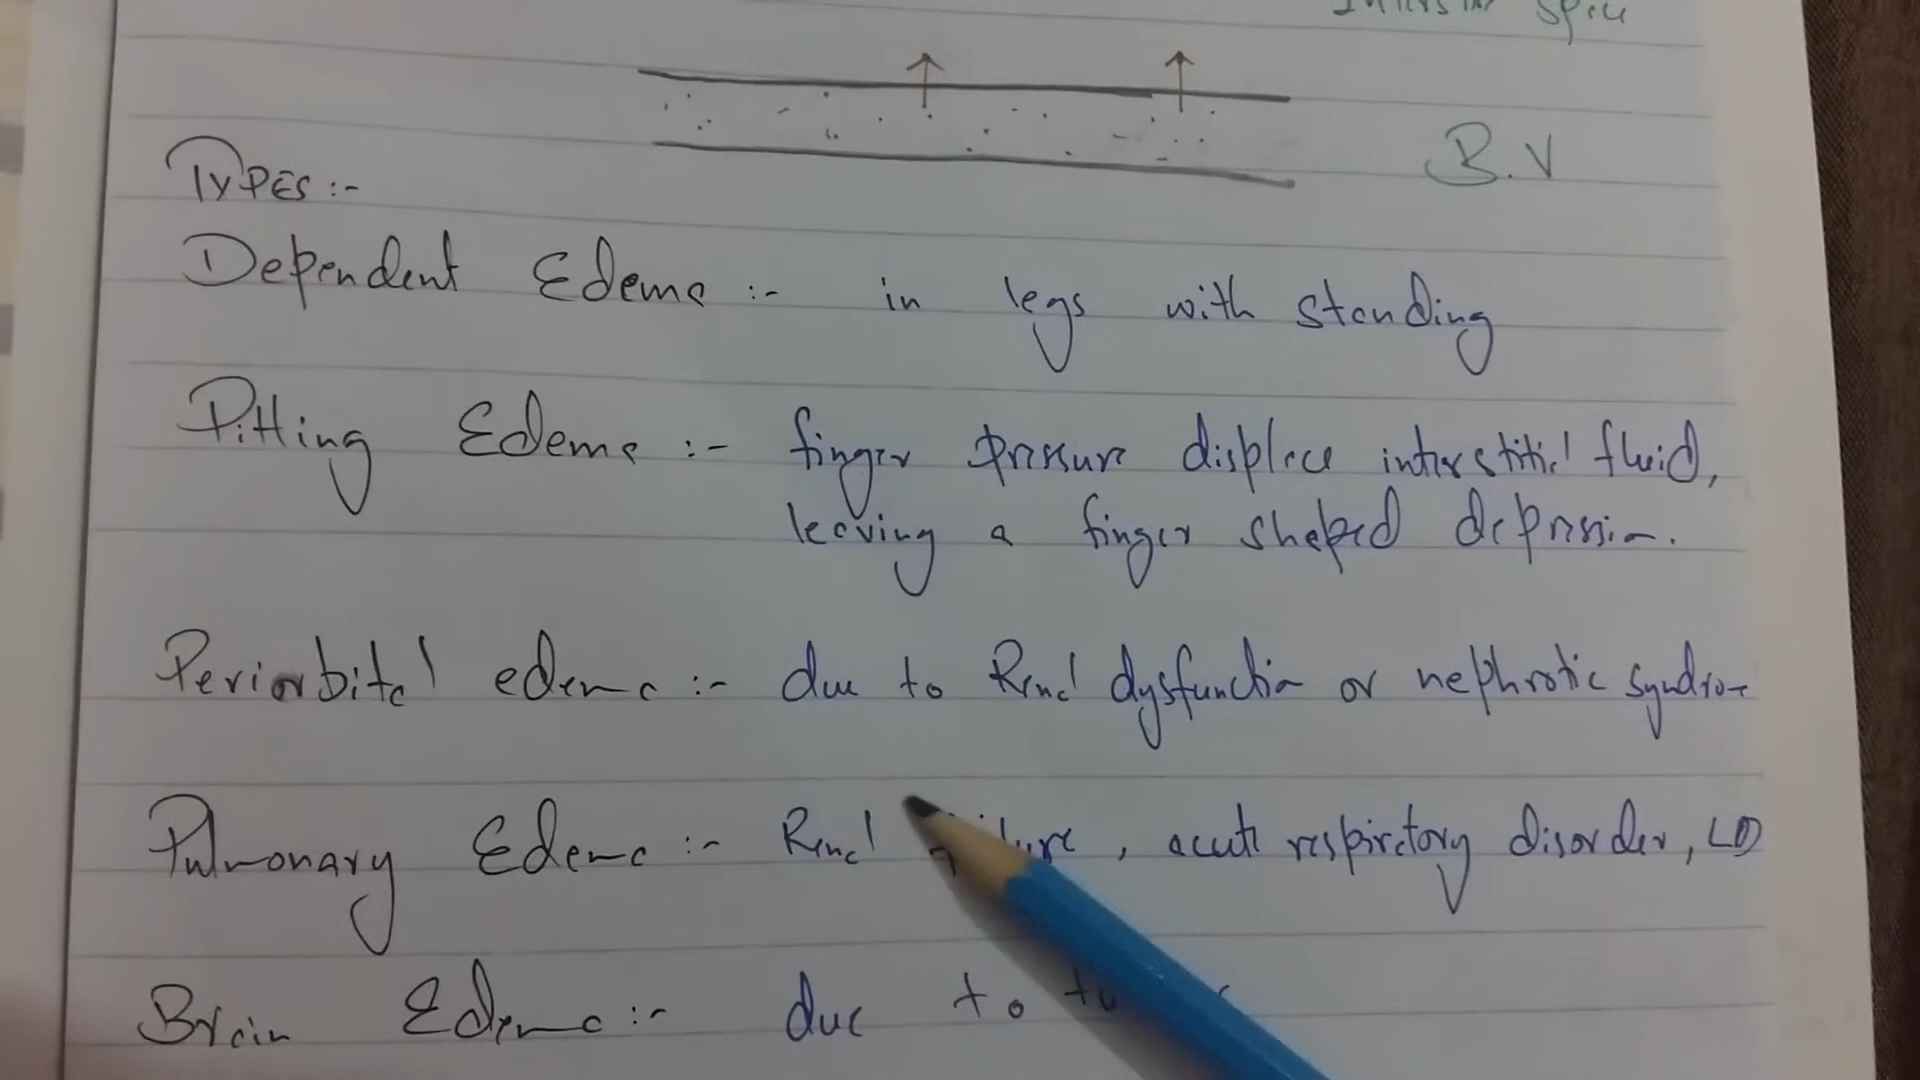 Space
B.V
TYPES :-
Dependent Edema :- in legs with standing
Pitting Edema :- finger pressure displace interstitial fluid,
leaving a finger shaped depression.
Periorbital edema :- due to Renal dysfunction or nephrotic syndrome
Pulmonary Edema :- Renal failure, acute respiratory disorder, LD
Brain Edema :- due to